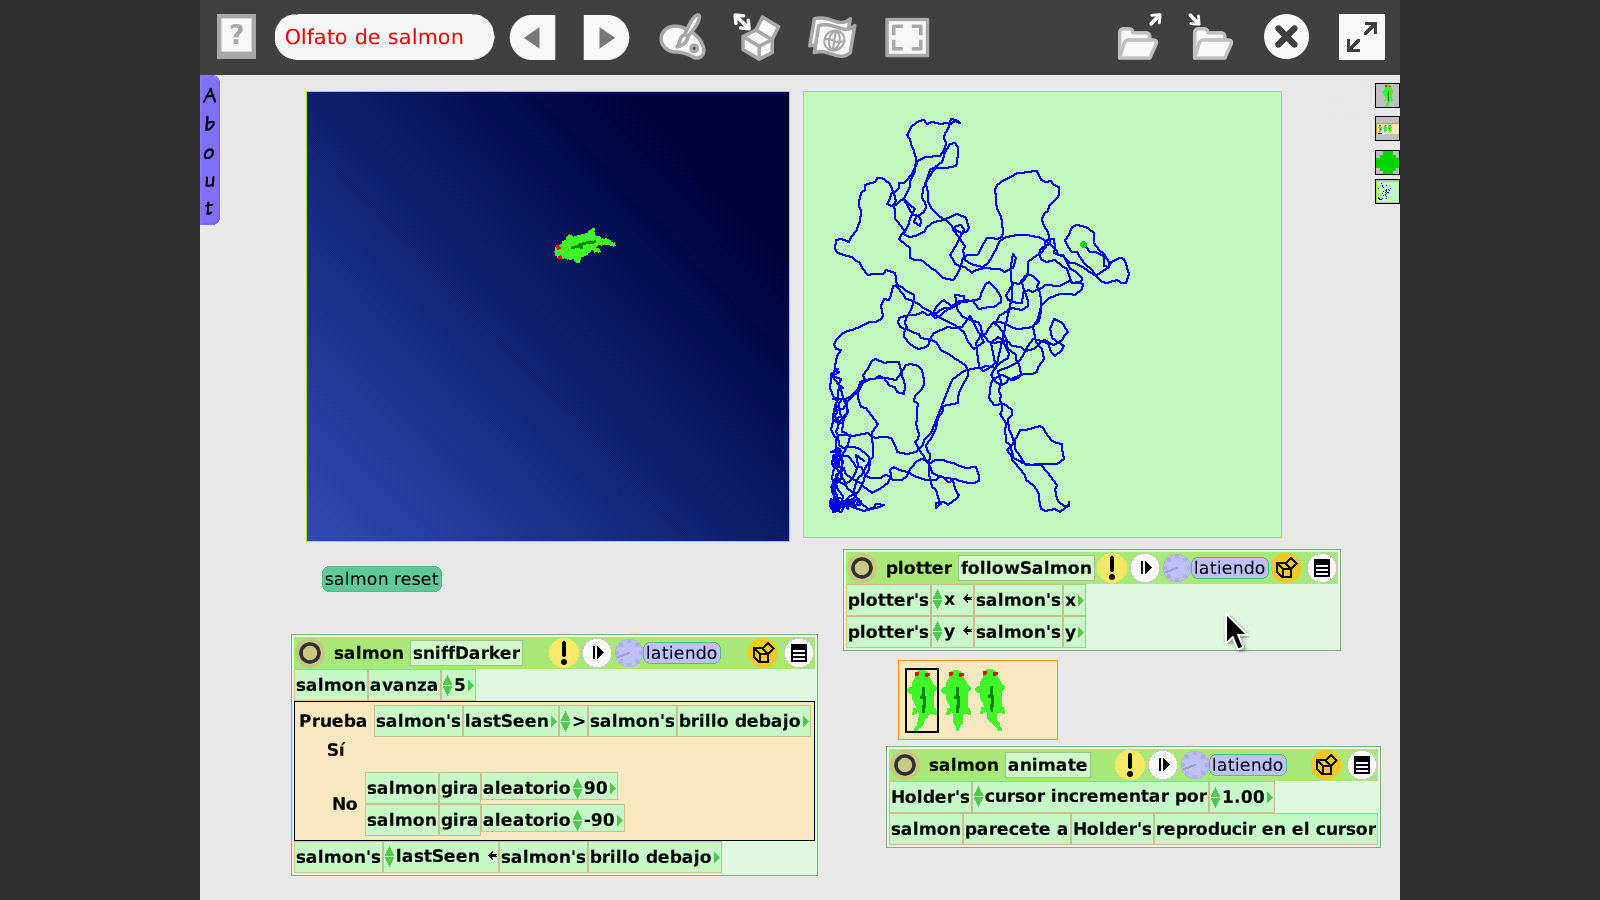 ?
Olfato de salmon
About
salmon reset
plotter followSalmon ! latiendo
plotter's x ← salmon's x
plotter's y ← salmon's y
salmon sniffDarker ! latiendo
salmon avanza 5
Prueba salmon's lastSeen > salmon's brillo debajo
Sí
No
salmon gira aleatorio 90
salmon gira aleatorio -90
salmon's lastSeen ← salmon's brillo debajo
salmon animate ! latiendo
Holder's cursor incrementar por 1.00
salmon parecete a Holder's reproducir en el cursor